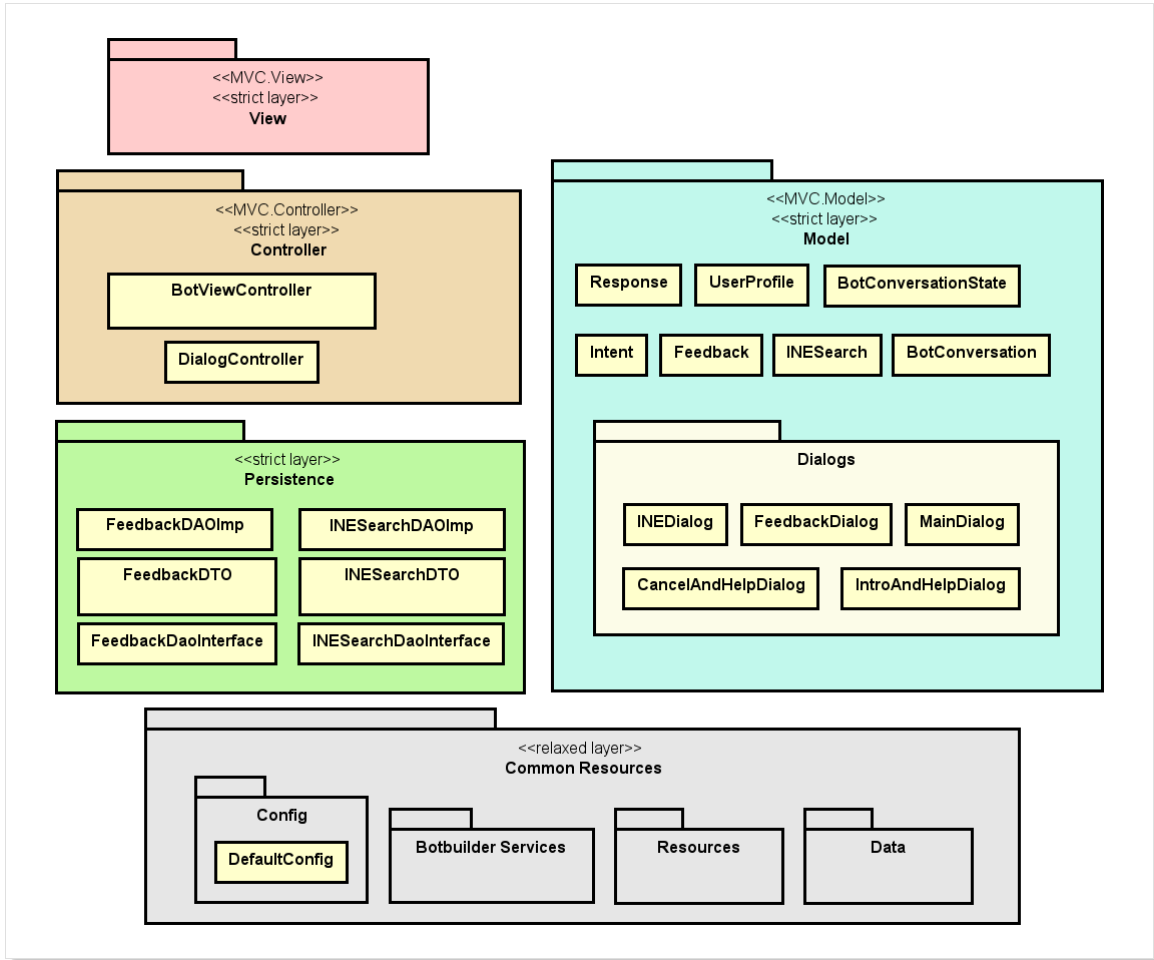 <<MVC.View>>
<<strict layer>>
View
<<MVC.Controller>>
<<strict layer>>
Controller
BotViewController
DialogController
<<MVC.Model>>
<<strict layer>>
Model
Response
UserProfile
BotConversationState
Intent
Feedback
INESearch
BotConversation
Dialogs
INEDialog
FeedbackDialog
MainDialog
CancelAndHelpDialog
IntroAndHelpDialog
<<strict layer>>
Persistence
FeedbackDAOImp
INESearchDAOImp
FeedbackDTO
INESearchDTO
FeedbackDaoInterface
INESearchDaoInterface
<<relaxed layer>>
Common Resources
Config
DefaultConfig
Botbuilder Services
Resources
Data